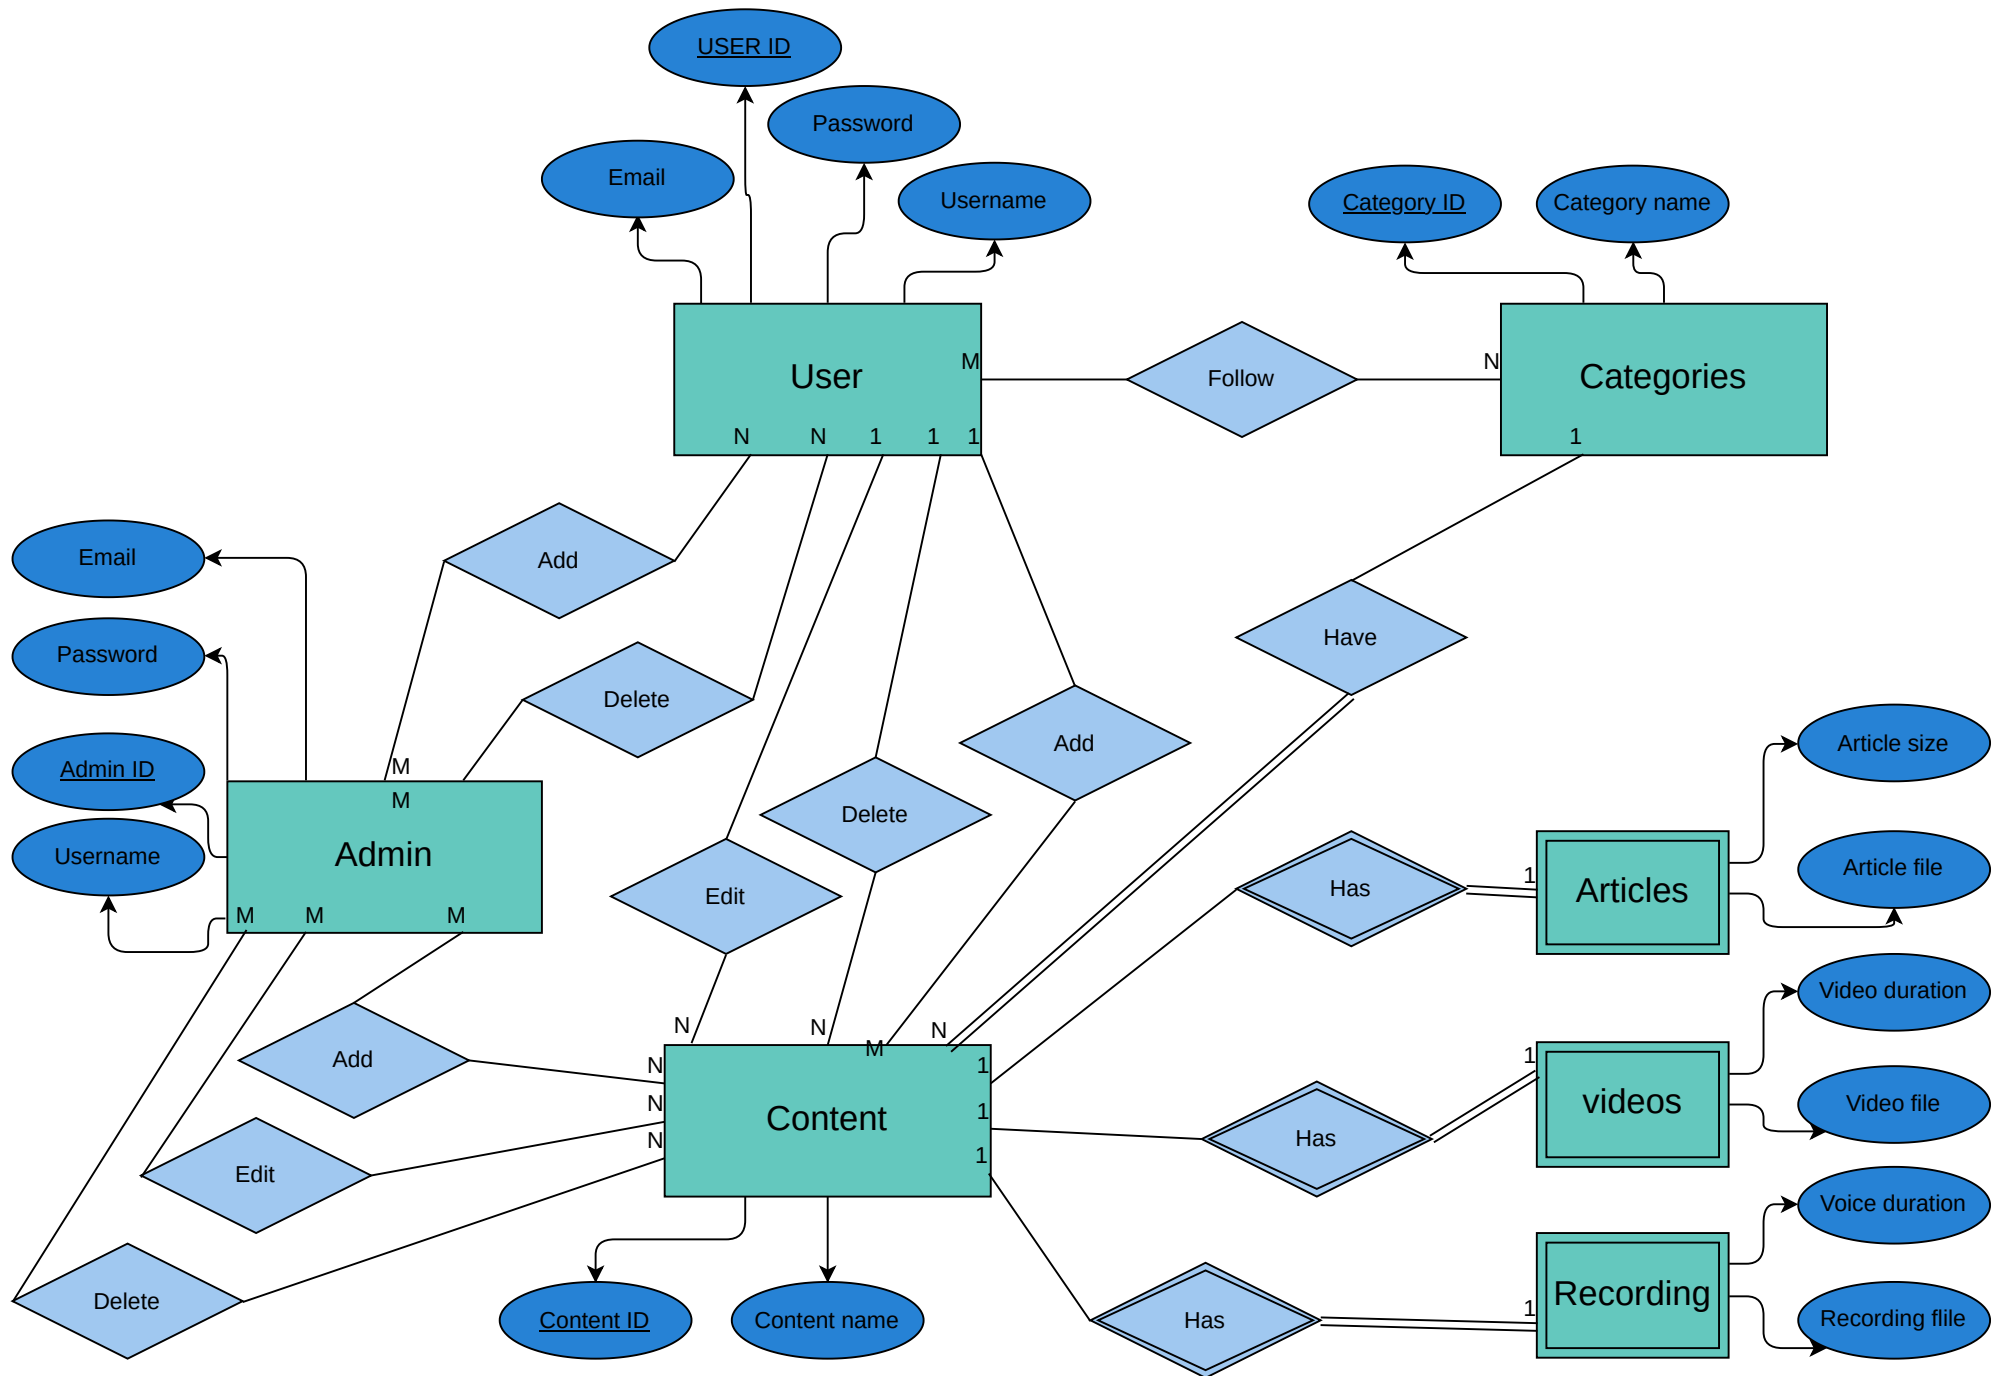 USER ID
Password
Email
Username
Category ID
Category name
User
M
Follow
N
Categories
N
N
1
1
1
1
Email
Add
Password
Delete
Have
Admin ID
Add
Article size
M
M
Username
Admin
Delete
Edit
Has
1
Articles
Article file
M
M
M
Video duration
N
N
M
N
Add
N
N
N
Content
1
1
1
Has
1
videos
Video file
Edit
Voice duration
Delete
Content ID
Content name
Has
1
Recording
Recording flile